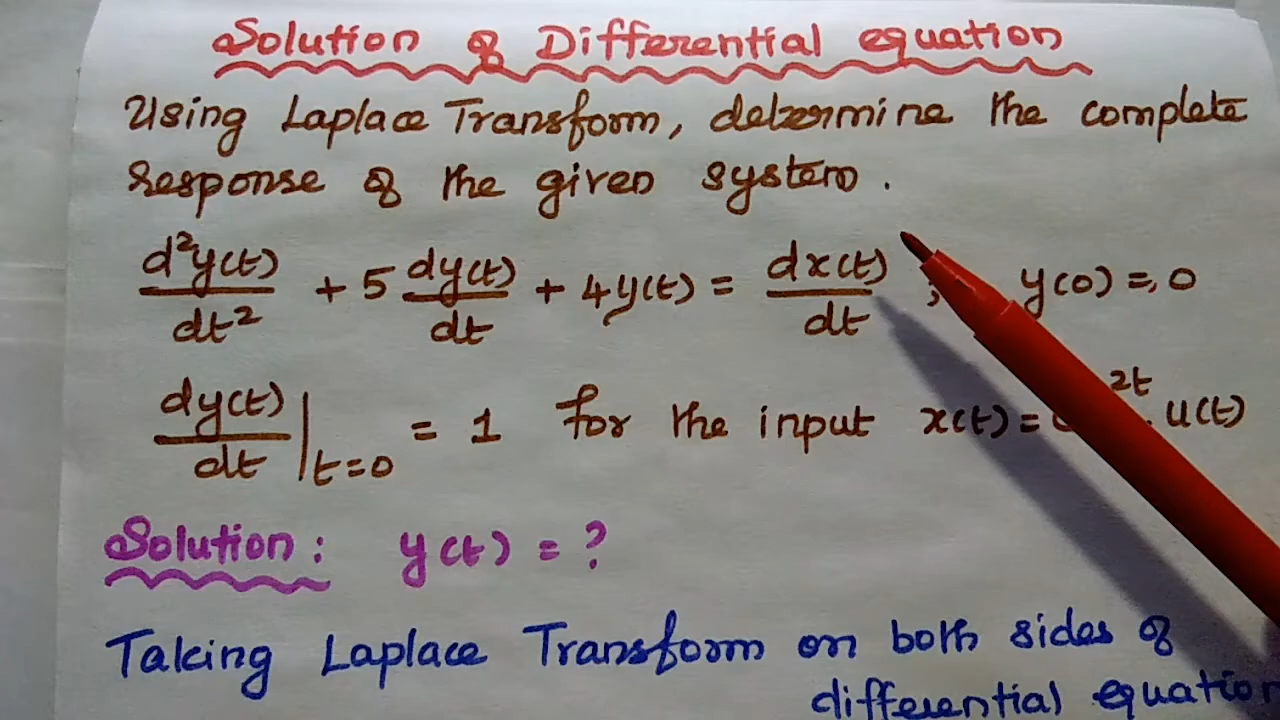 Solution of Differential equation
Using Laplace Transform, determine the complete
response of the given system.
d²y(t)/dt² + 5 dy(t)/dt + 4y(t) = dx(t)/dt ; y(0) = 0
dy(t)/dt |t=0 = 1 for the input x(t) = 2t u(t)
Solution: y(t) = ?
Taking Laplace Transform on both sides of
differential equation